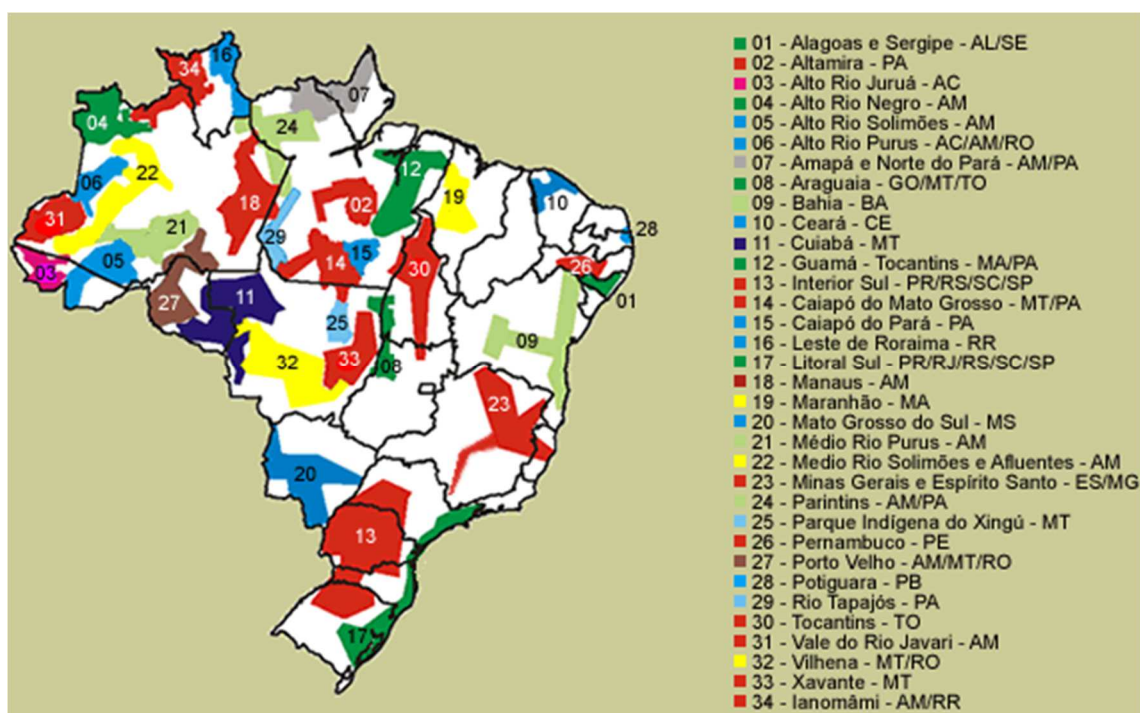 34
16
07
04
24
22
12
06
18
02
19
10
31
21
29
28
03
05
14
15
30
26
27
11
01
25
09
32
33
08
23
20
13
17
01 - Alagoas e Sergipe - AL/SE
02 - Altamira - PA
03 - Alto Rio Juruá - AC
04 - Alto Rio Negro - AM
05 - Alto Rio Solimões - AM
06 - Alto Rio Purus - AC/AM/RO
07 - Amapá e Norte do Pará - AM/PA
08 - Araguaia - GO/MT/TO
09 - Bahia - BA
10 - Ceará - CE
11 - Cuiabá - MT
12 - Guamá - Tocantins - MA/PA
13 - Interior Sul - PR/RS/SC/SP
14 - Caiapó do Mato Grosso - MT/PA
15 - Caiapó do Pará - PA
16 - Leste de Roraima - RR
17 - Litoral Sul - PR/RJ/RS/SC/SP
18 - Manaus - AM
19 - Maranhão - MA
20 - Mato Grosso do Sul - MS
21 - Médio Rio Purus - AM
22 - Medio Rio Solimões e Afluentes - AM
23 - Minas Gerais e Espírito Santo - ES/MG
24 - Parintins - AM/PA
25 - Parque Indígena do Xingú - MT
26 - Pernambuco - PE
27 - Porto Velho - AM/MT/RO
28 - Potiguara - PB
29 - Rio Tapajós - PA
30 - Tocantins - TO
31 - Vale do Rio Javari - AM
32 - Vilhena - MT/RO
33 - Xavante - MT
34 - Ianomâmi - AM/RR